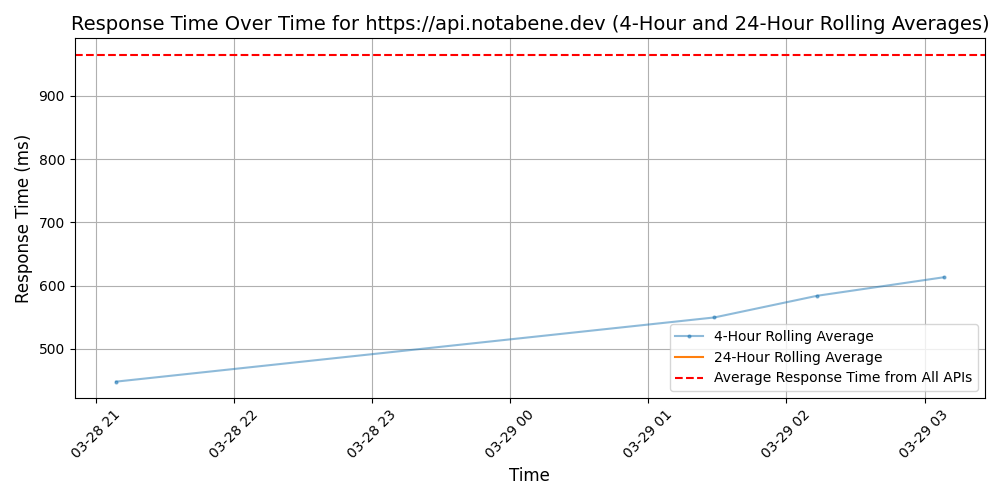 Response Time Over Time for https://api.notabene.dev (4-Hour and 24-Hour Rolling Averages)
Response Time (ms)
900
800
700
600
500
4-Hour Rolling Average
24-Hour Rolling Average
Average Response Time from All APIs
03-28 21
03-28 22
03-28 23
03-29 00
03-29 01
03-29 02
03-29 03
Time